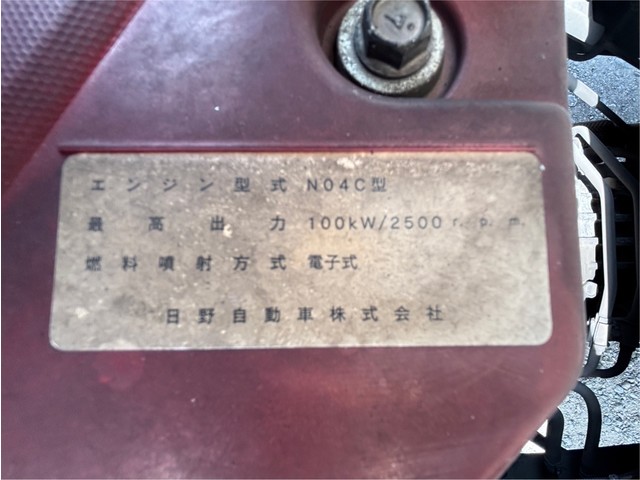 エンジン型式 N04C型
最高出力 100kW/2500 r. p. m.
燃料噴射方式 電子式
日野自動車株式会社